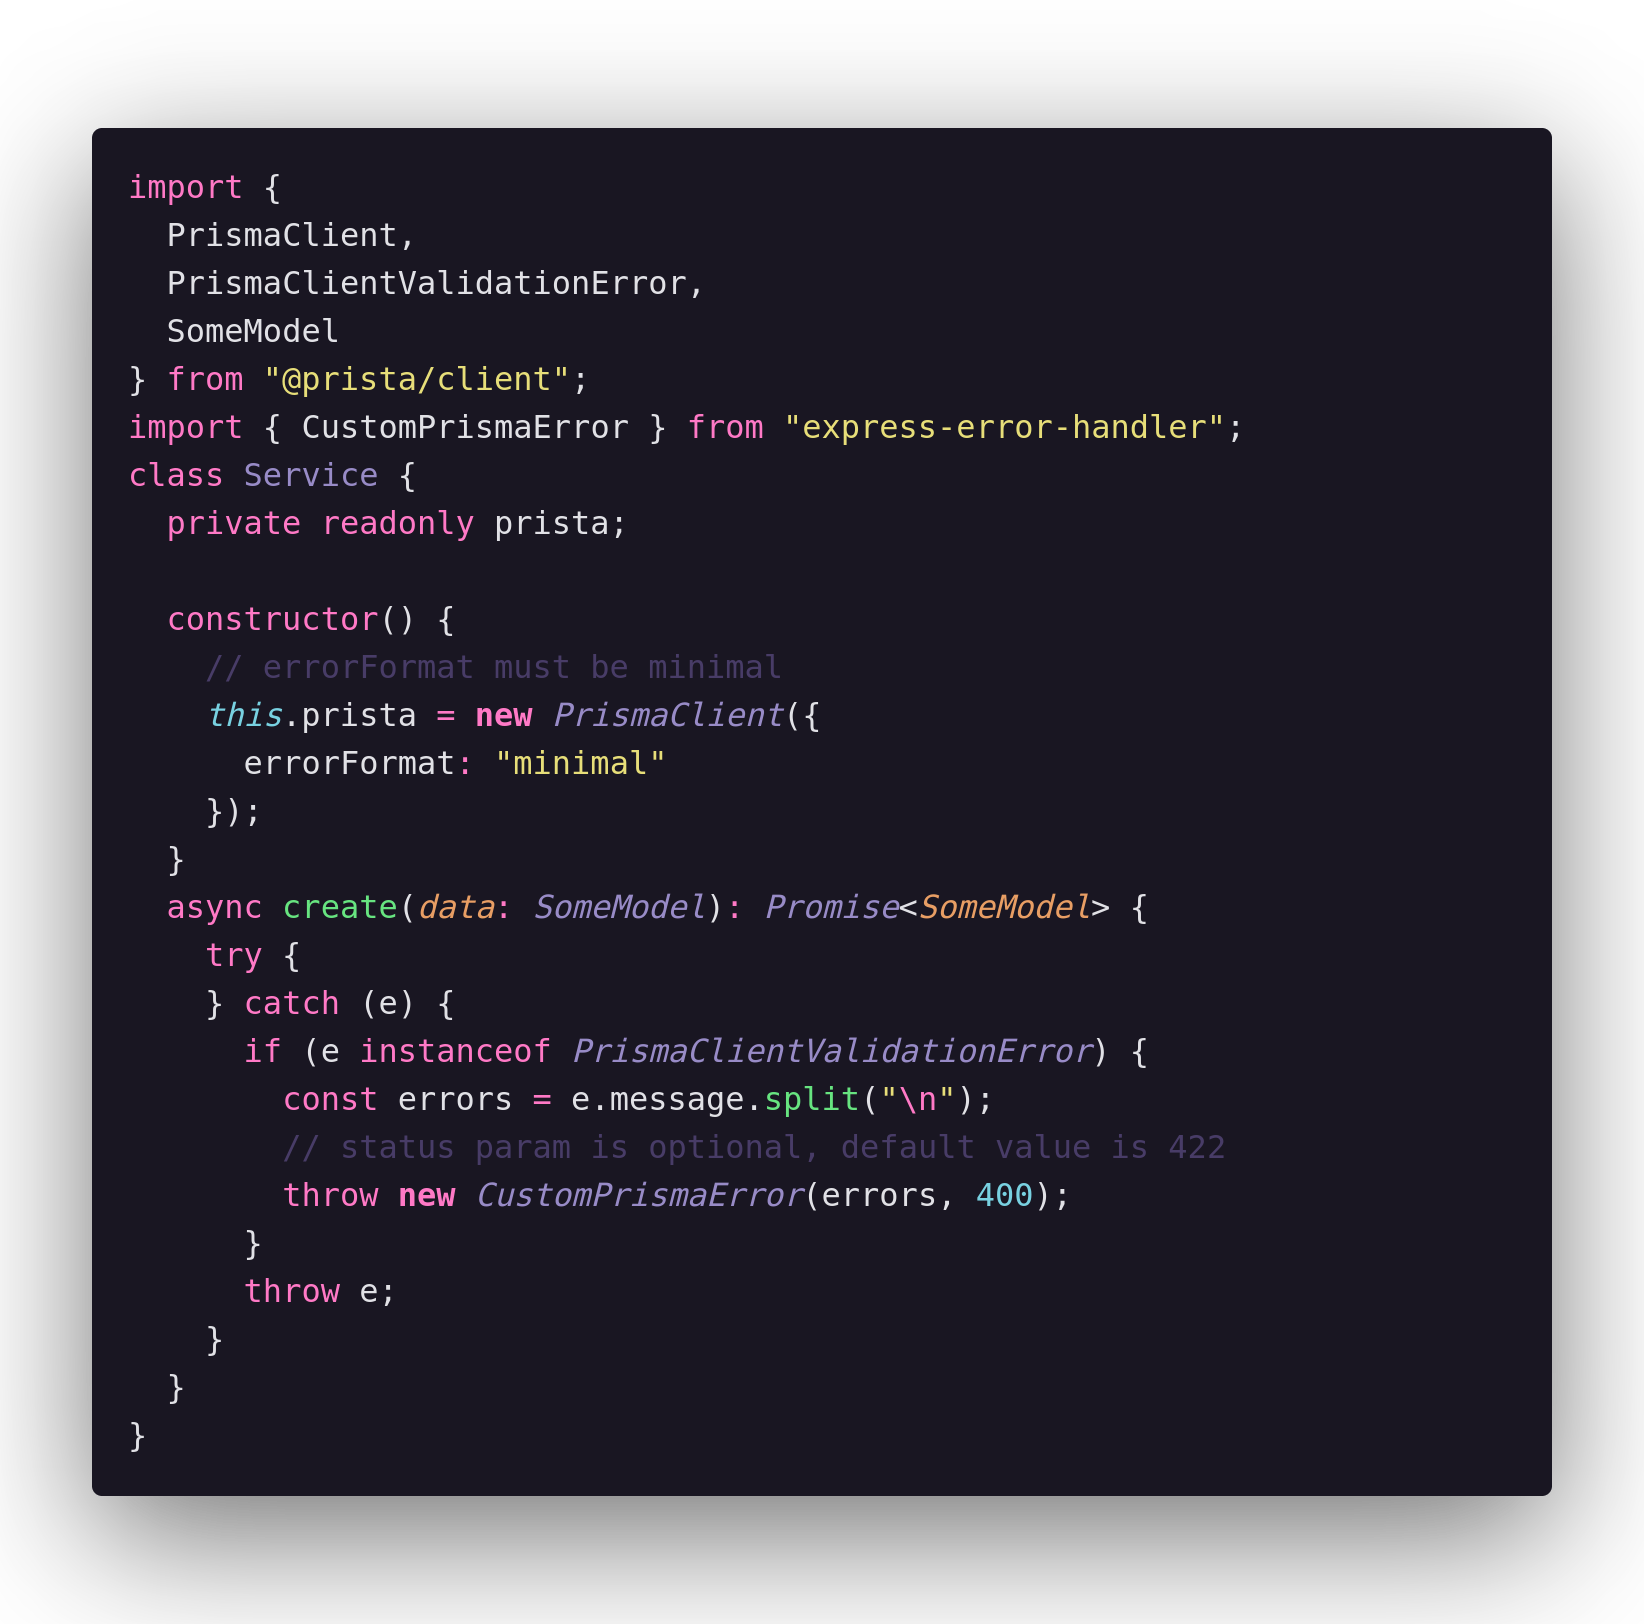 import {
  PrismaClient,
  PrismaClientValidationError,
  SomeModel
} from "@prista/client";
import { CustomPrismaError } from "express-error-handler";
class Service {
  private readonly prista;

  constructor() {
    // errorFormat must be minimal
    this.prista = new PrismaClient({
      errorFormat: "minimal"
    });
  }
  async create(data: SomeModel): Promise<SomeModel> {
    try {
    } catch (e) {
      if (e instanceof PrismaClientValidationError) {
        const errors = e.message.split("\n");
        // status param is optional, default value is 422
        throw new CustomPrismaError(errors, 400);
      }
      throw e;
    }
  }
}